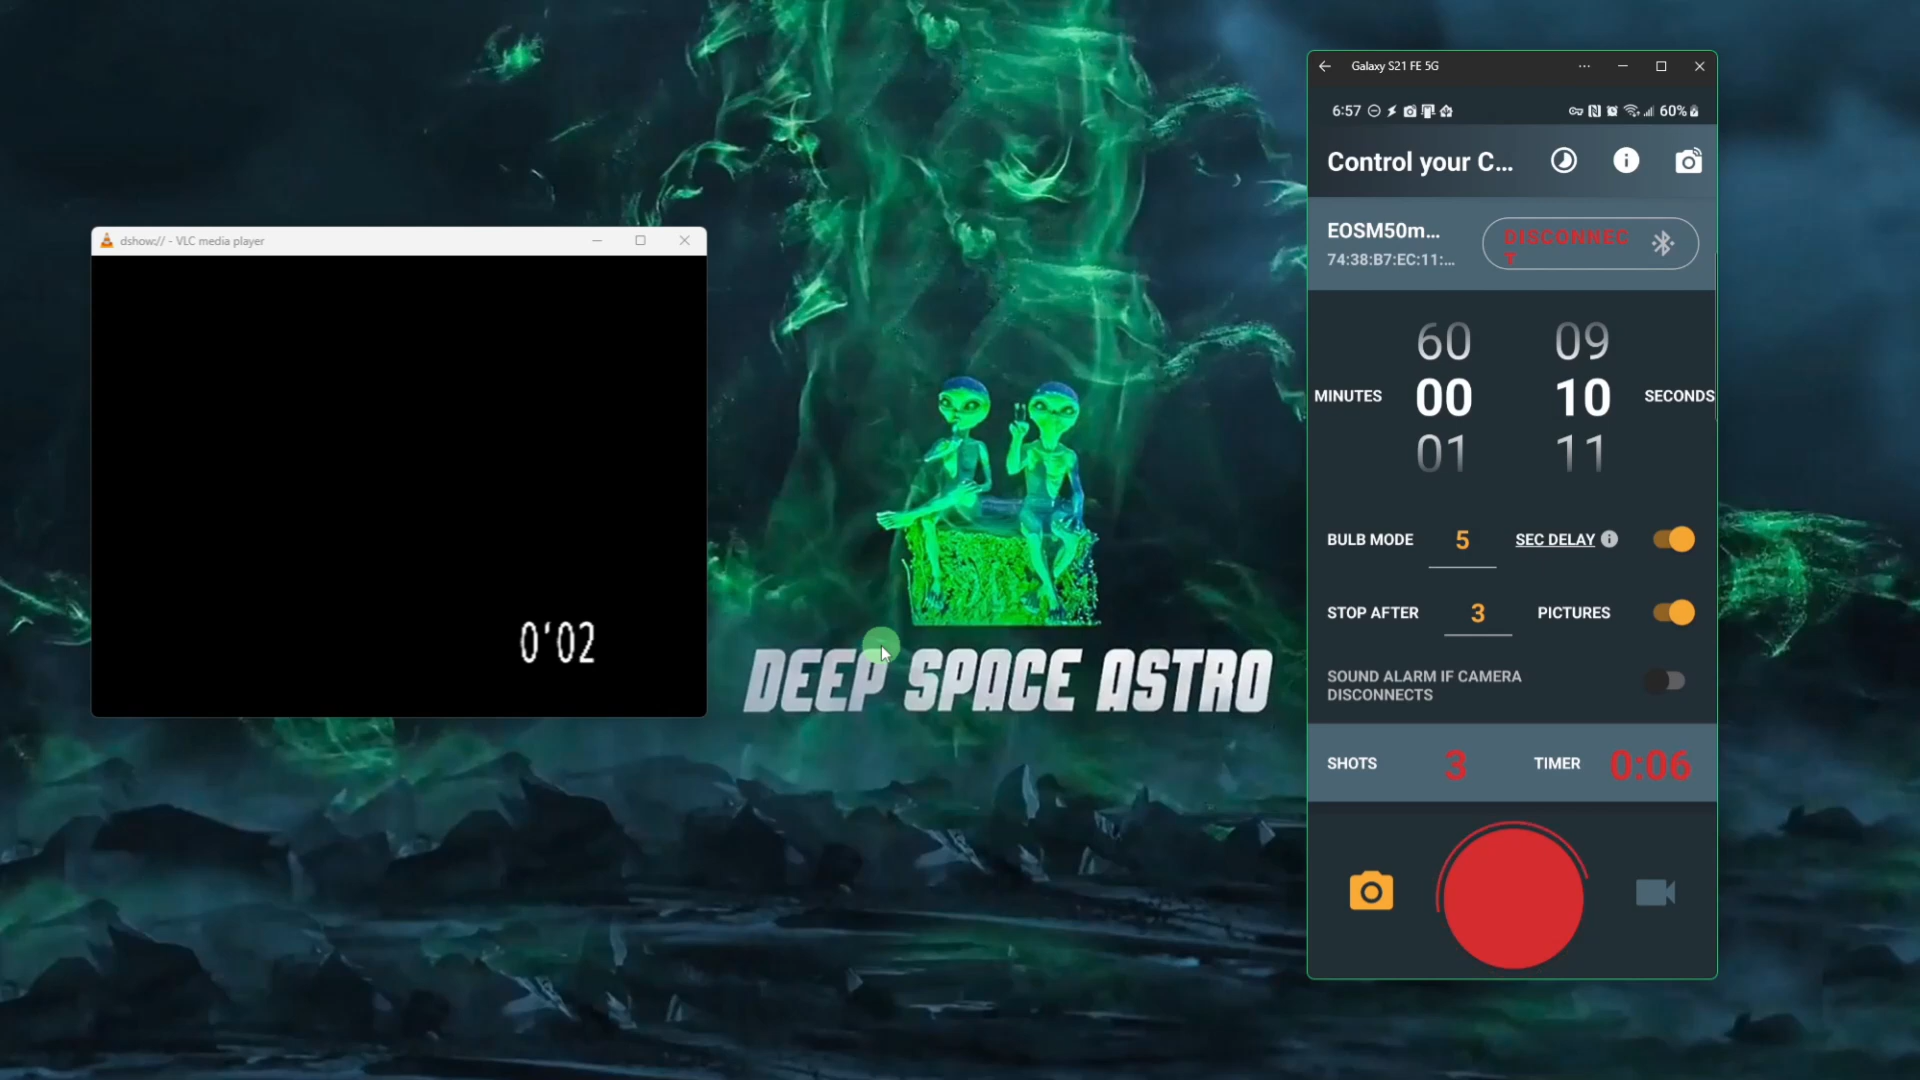 dshow:// - VLC media player
0'02
DEEP SPACE ASTRO
Galaxy S21 FE 5G
6:57
60%
Control your C...
EOSM50m...
74:38:B7:EC:11:...
DISCONNEC
T
60 09
MINUTES 00 10 SECONDS
01 11
BULB MODE 5 SEC DELAY
STOP AFTER 3 PICTURES
SOUND ALARM IF CAMERA
DISCONNECTS
SHOTS 3 TIMER 0:06